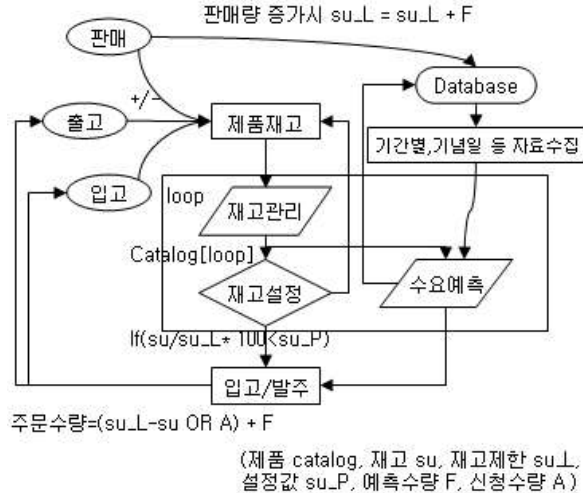 판매량 증가시 su_L = su_L + F
판매
Database
+/-
출고
제품재고
기간별,기념일 등 자료수집
입고
loop
재고관리
Catalog[loop]
재고설정
수요예측
If(su/su_L* 100<su_P)
입고/발주
주문수량=(su_L-su OR A) + F
(제품 catalog, 재고 su, 재고제한 su_L,
설정값 su_P, 예측수량 F, 신청수량 A )